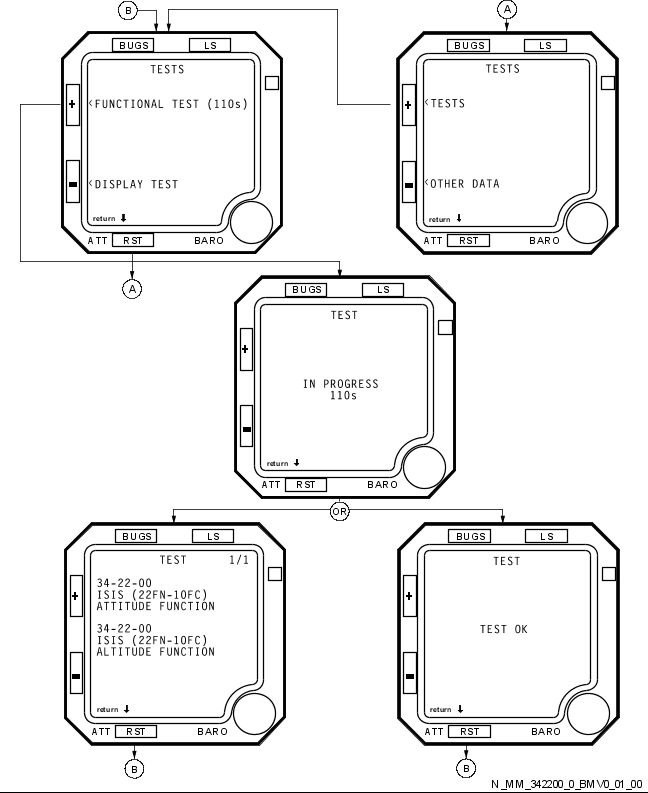 B
A
BUGS LS
TESTS
<FUNCTIONAL TEST (110s)
<DISPLAY TEST
return
ATT RST BARO
A
BUGS LS
TESTS
<TESTS
<OTHER DATA
return
ATT RST BARO
BUGS LS
TEST
IN PROGRESS
110s
return
ATT RST BARO
OR
BUGS LS
TEST 1/1
34-22-00
ISIS (22FN-10FC)
ATTITUDE FUNCTION
34-22-00
ISIS (22FN-10FC)
ALTITUDE FUNCTION
return
ATT RST BARO
B
BUGS LS
TEST
TEST OK
return
ATT RST BARO
B
N_MM_342200_0_BMV0_01_00